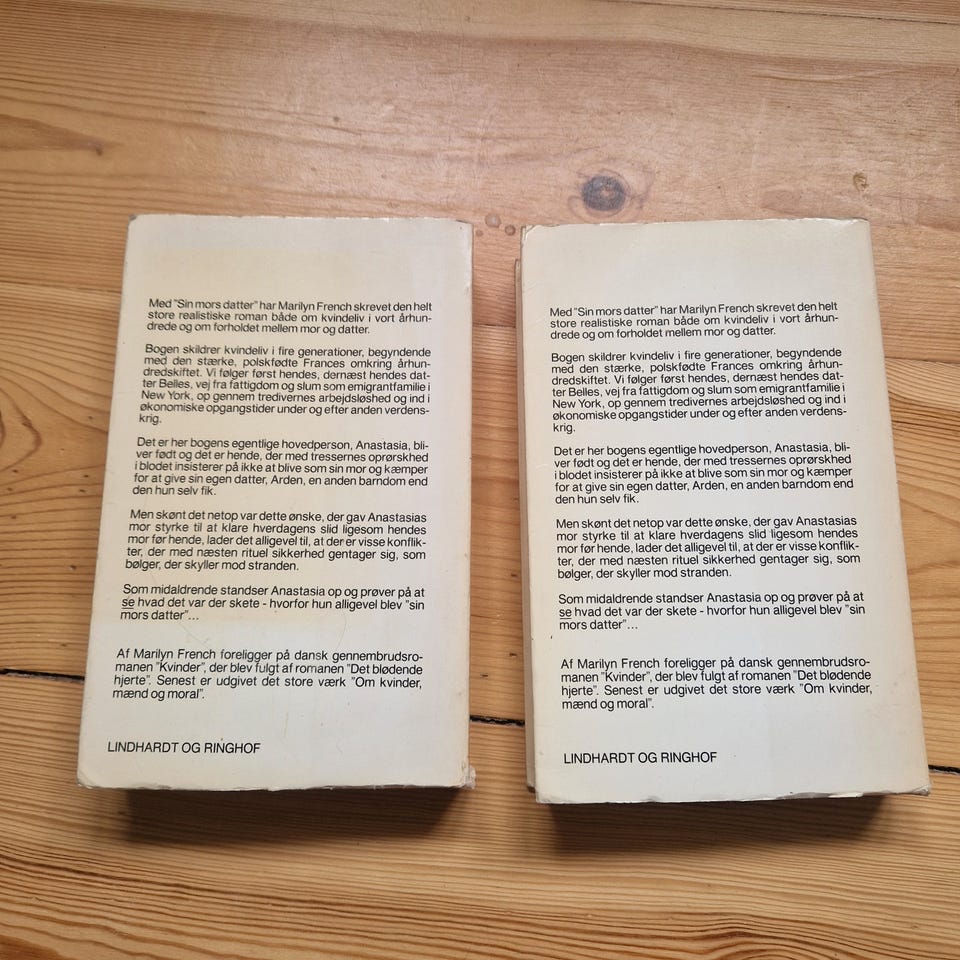 Med "Sin mors datter" har Marilyn French skrevet den helt
store realistiske roman både om kvindeliv i vort århun-
drede og om forholdet mellem mor og datter.
Bogen skildrer kvindeliv i fire generationer, begyndende
med den stærke, polskfødte Frances omkring århun-
dredskiftet. Vi følger først hendes, dernæst hendes dat-
ter Belles, vej fra fattigdom og slum som emigrantfamilie i
New York, op gennem tredivernes arbejdsløshed og ind i
økonomiske opgangstider under og efter anden verdens-
krig.
Det er her bogens egentlige hovedperson, Anastasia, bli-
ver født og det er hende, der med tressernes oprørskhed
i blodet insisterer på ikke at blive som sin mor og kæmper
for at give sin egen datter, Arden, en anden barndom end
den hun selv fik.
Men skønt det netop var dette ønske, der gav Anastasias
mor styrke til at klare hverdagens slid ligesom hendes
mor før hende, lader det alligevel til, at der er visse konflik-
ter, der med næsten rituel sikkerhed gentager sig, som
bølger, der skyller mod stranden.
Som midaldrende standser Anastasia op og prøver på at
se hvad det var der skete - hvorfor hun alligevel blev "sin
mors datter"...
Af Marilyn French foreligger på dansk gennembrudsro-
manen "Kvinder", der blev fulgt af romanen "Det blødende
hjerte". Senest er udgivet det store værk "Om kvinder,
mænd og moral".
LINDHARDT OG RINGHOF
Med "Sin mors datter" har Marilyn French skrevet den helt
store realistiske roman både om kvindeliv i vort århun-
drede og om forholdet mellem mor og datter.
Bogen skildrer kvindeliv i fire generationer, begyndende
med den stærke, polskfødte Frances omkring århun-
dredskiftet. Vi følger først hendes, dernæst hendes dat-
ter Belles, vej fra fattigdom og slum som emigrantfamilie i
New York, op gennem tredivernes arbejdsløshed og ind i
økonomiske opgangstider under og efter anden verdens-
krig.
Det er her bogens egentlige hovedperson, Anastasia, bli-
ver født og det er hende, der med tressernes oprørskhed
i blodet insisterer på ikke at blive som sin mor og kæmper
for at give sin egen datter, Arden, en anden barndom end
den hun selv fik.
Men skønt det netop var dette ønske, der gav Anastasias
mor styrke til at klare hverdagens slid ligesom hendes
mor før hende, lader det alligevel til, at der er visse konflik-
ter, der med næsten rituel sikkerhed gentager sig, som
bølger, der skyller mod stranden.
Som midaldrende standser Anastasia op og prøver på at
se hvad det var der skete - hvorfor hun alligevel blev "sin
mors datter"...
Af Marilyn French foreligger på dansk gennembrudsro-
manen "Kvinder", der blev fulgt af romanen "Det blødende
hjerte". Senest er udgivet det store værk "Om kvinder,
mænd og moral".
LINDHARDT OG RINGHOF